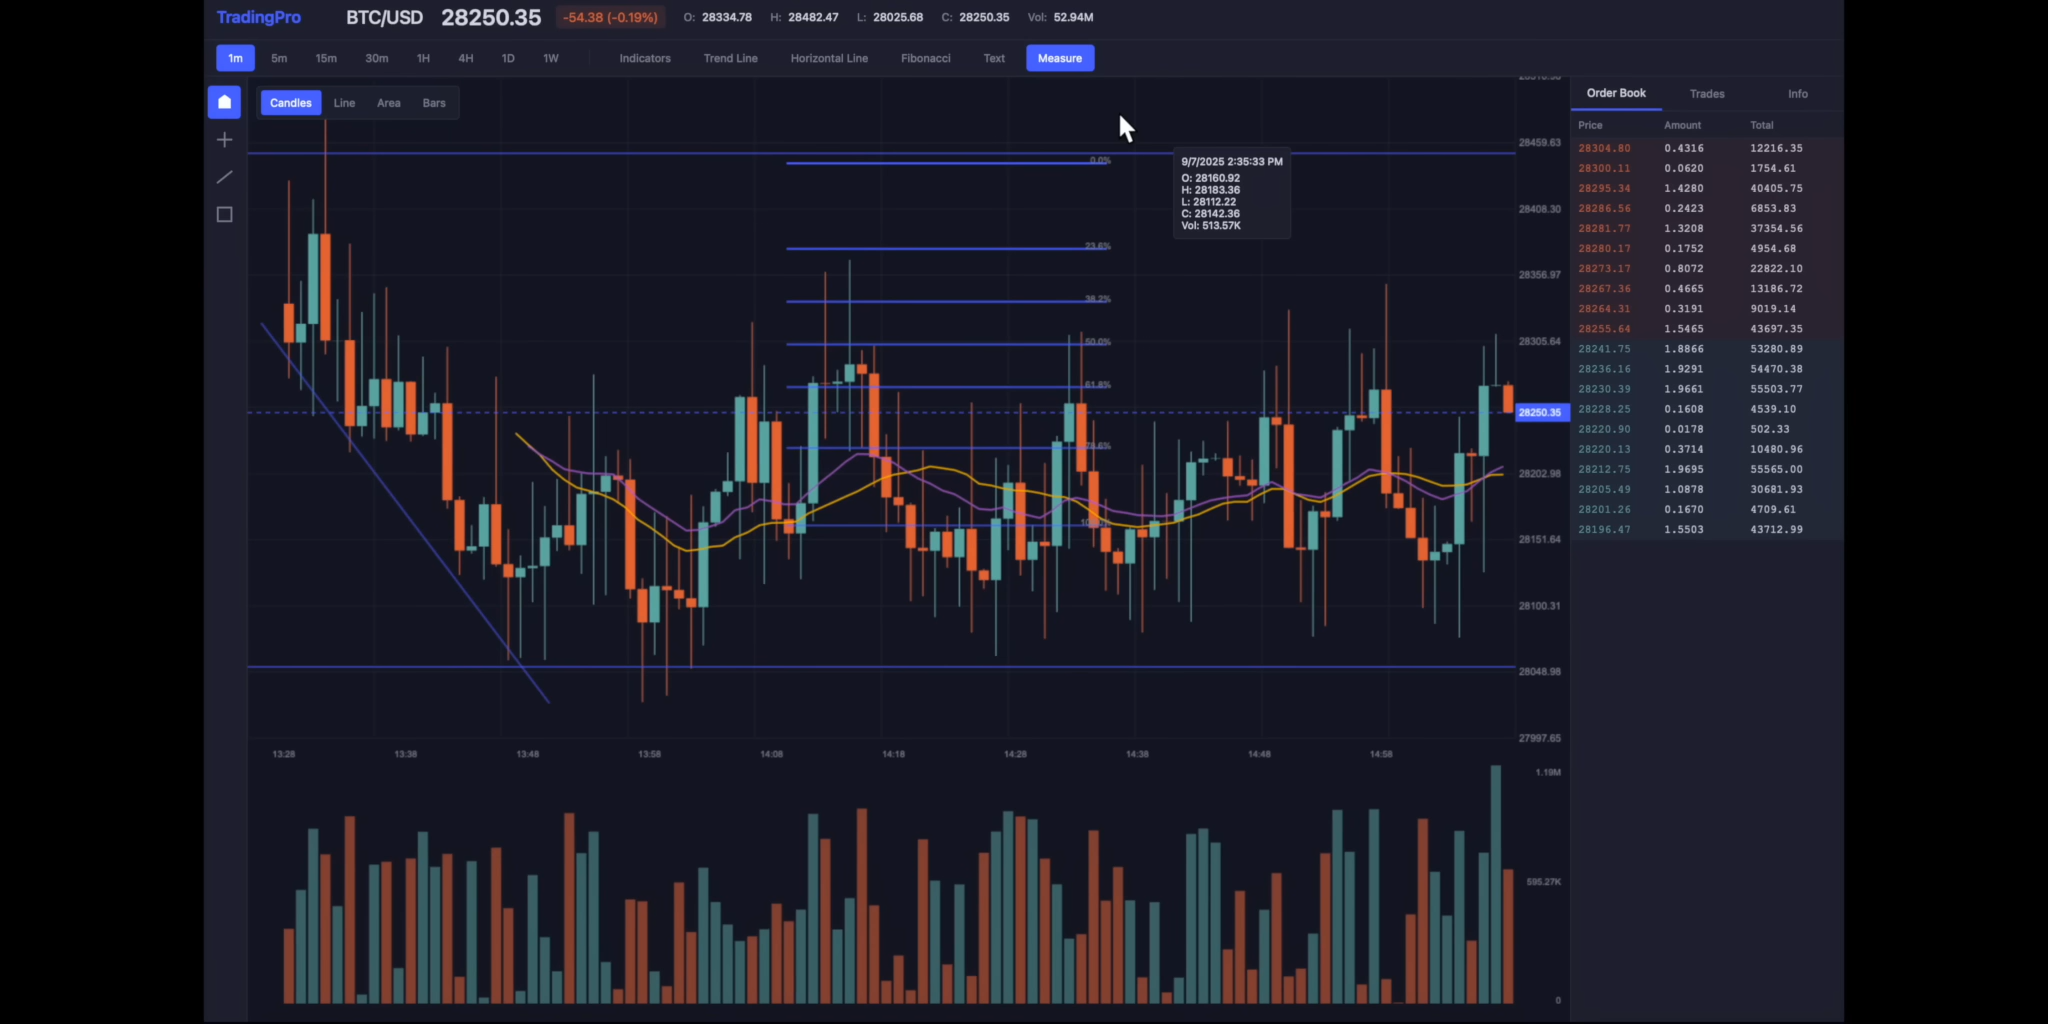 TradingPro BTC/USD 28250.35 -54.38 (-0.19%) O: 28334.78 H: 28482.47 L: 28025.68 C: 28250.35 Vol: 52.94M
1m 5m 15m 30m 1H 4H 1D 1W Indicators Trend Line Horizontal Line Fibonacci Text Measure
Candles Line Area Bars
0.0%
23.6%
38.2%
50.0%
61.8%
78.6%
9/7/2025 2:35:33 PM
O: 28160.92
H: 28183.36
L: 28112.22
C: 28142.36
Vol: 513.57K
28459.63
28408.30
28356.97
28305.64
28250.35
28202.98
28151.64
28100.31
28048.98
27997.65
13:28 13:38 13:48 13:58 14:08 14:18 14:28 14:38 14:48 14:58
1.19M
595.27K
0
Order Book Trades Info
Price Amount Total
28304.80 0.4316 12216.35
28300.11 0.0620 1754.61
28295.34 1.4280 40405.75
28286.56 0.2423 6853.83
28281.77 1.3208 37354.56
28280.17 0.1752 4954.68
28273.17 0.8072 22822.10
28267.36 0.4665 13186.72
28264.31 0.3191 9019.14
28255.64 1.5465 43697.35
28241.75 1.8866 53280.89
28236.16 1.9291 54470.38
28230.39 1.9661 55503.77
28228.25 0.1608 4539.10
28220.90 0.0178 502.33
28220.13 0.3714 10480.96
28212.75 1.9695 55565.00
28205.49 1.0878 30681.93
28201.26 0.1670 4709.61
28196.47 1.5503 43712.99